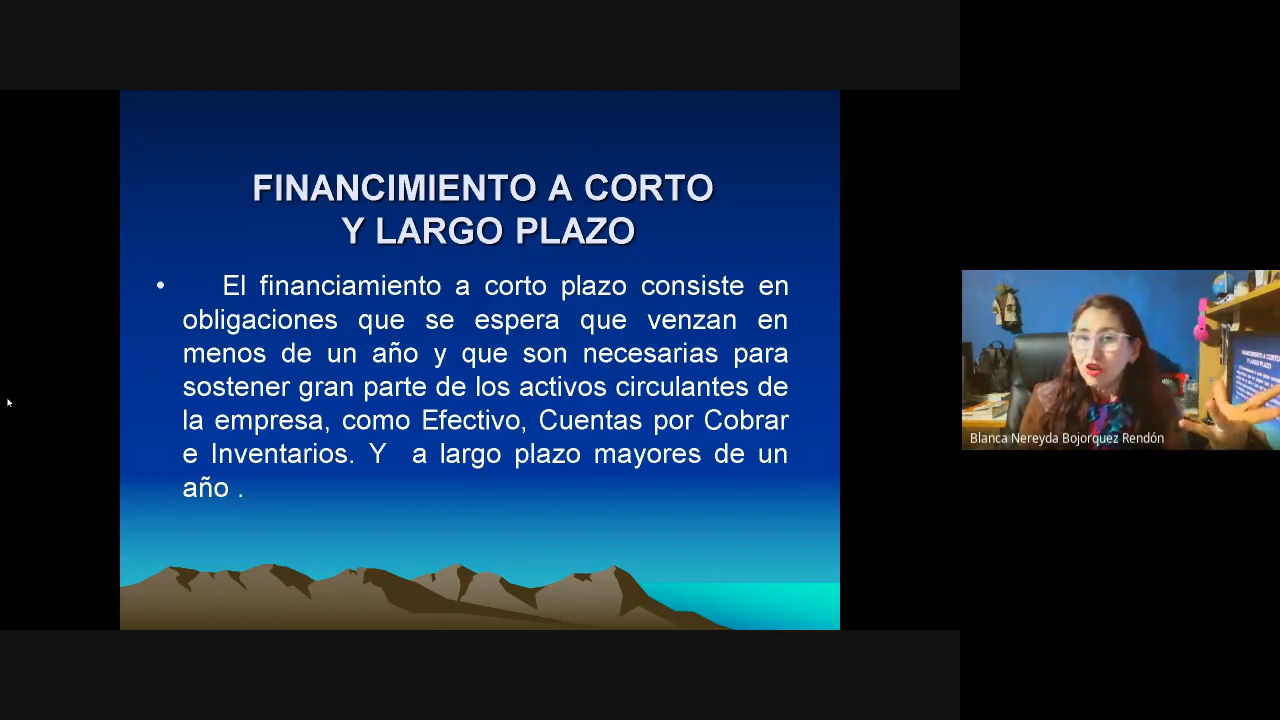 FINANCIMIENTO A CORTO
Y LARGO PLAZO
• El financiamiento a corto plazo consiste en
obligaciones que se espera que venzan en
menos de un año y que son necesarias para
sostener gran parte de los activos circulantes de
la empresa, como Efectivo, Cuentas por Cobrar
e Inventarios. Y a largo plazo mayores de un
año .
Blanca Nereyda Bojorquez Rendón